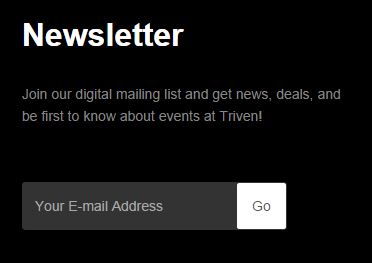 Newsletter
Join our digital mailing list and get news, deals, and
be first to know about events at Triven!
Your E-mail Address
Go